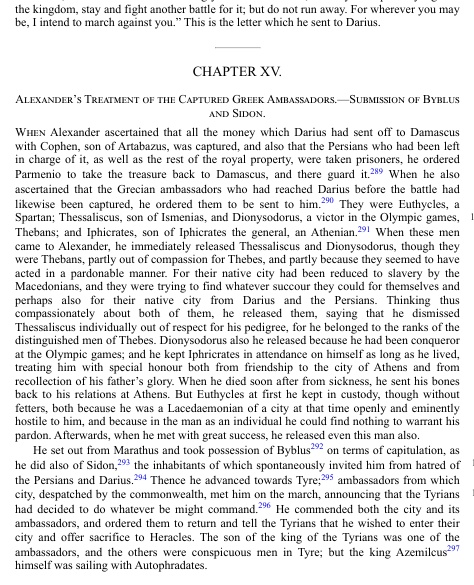 the kingdom, stay and fight another battle for it; but do not run away. For wherever you may
be, I intend to march against you.” This is the letter which he sent to Darius.
CHAPTER XV.
ALEXANDER’S TREATMENT OF THE CAPTURED GREEK AMBASSADORS.—SUBMISSION OF BYBLUS
AND SIDON.
WHEN Alexander ascertained that all the money which Darius had sent off to Damascus
with Cophen, son of Artabazus, was captured, and also that the Persians who had been left
in charge of it, as well as the rest of the royal property, were taken prisoners, he ordered
Parmenio to take the treasure back to Damascus, and there guard it.289 When he also
ascertained that the Grecian ambassadors who had reached Darius before the battle had
likewise been captured, he ordered them to be sent to him.290 They were Euthycles, a
Spartan; Thessaliscus, son of Ismenias, and Dionysodorus, a victor in the Olympic games,
Thebans; and Iphicrates, son of Iphicrates the general, an Athenian.291 When these men
came to Alexander, he immediately released Thessaliscus and Dionysodorus, though they
were Thebans, partly out of compassion for Thebes, and partly because they seemed to have
acted in a pardonable manner. For their native city had been reduced to slavery by the
Macedonians, and they were trying to find whatever succour they could for themselves and
perhaps also for their native city from Darius and the Persians. Thinking thus
compassionately about both of them, he released them, saying that he dismissed
Thessaliscus individually out of respect for his pedigree, for he belonged to the ranks of the
distinguished men of Thebes. Dionysodorus also he released because he had been conqueror
at the Olympic games; and he kept Iphricrates in attendance on himself as long as he lived,
treating him with special honour both from friendship to the city of Athens and from
recollection of his father’s glory. When he died soon after from sickness, he sent his bones
back to his relations at Athens. But Euthycles at first he kept in custody, though without
fetters, both because he was a Lacedaemonian of a city at that time openly and eminently
hostile to him, and because in the man as an individual he could find nothing to warrant his
pardon. Afterwards, when he met with great success, he released even this man also.
He set out from Marathus and took possession of Byblus292 on terms of capitulation, as
he did also of Sidon,293 the inhabitants of which spontaneously invited him from hatred of
the Persians and Darius.294 Thence he advanced towards Tyre;295 ambassadors from which
city, despatched by the commonwealth, met him on the march, announcing that the Tyrians
had decided to do whatever he might command.296 He commended both the city and its
ambassadors, and ordered them to return and tell the Tyrians that he wished to enter their
city and offer sacrifice to Heracles. The son of the king of the Tyrians was one of the
ambassadors, and the others were conspicuous men in Tyre; but the king Azemilcus297
himself was sailing with Autophradates.